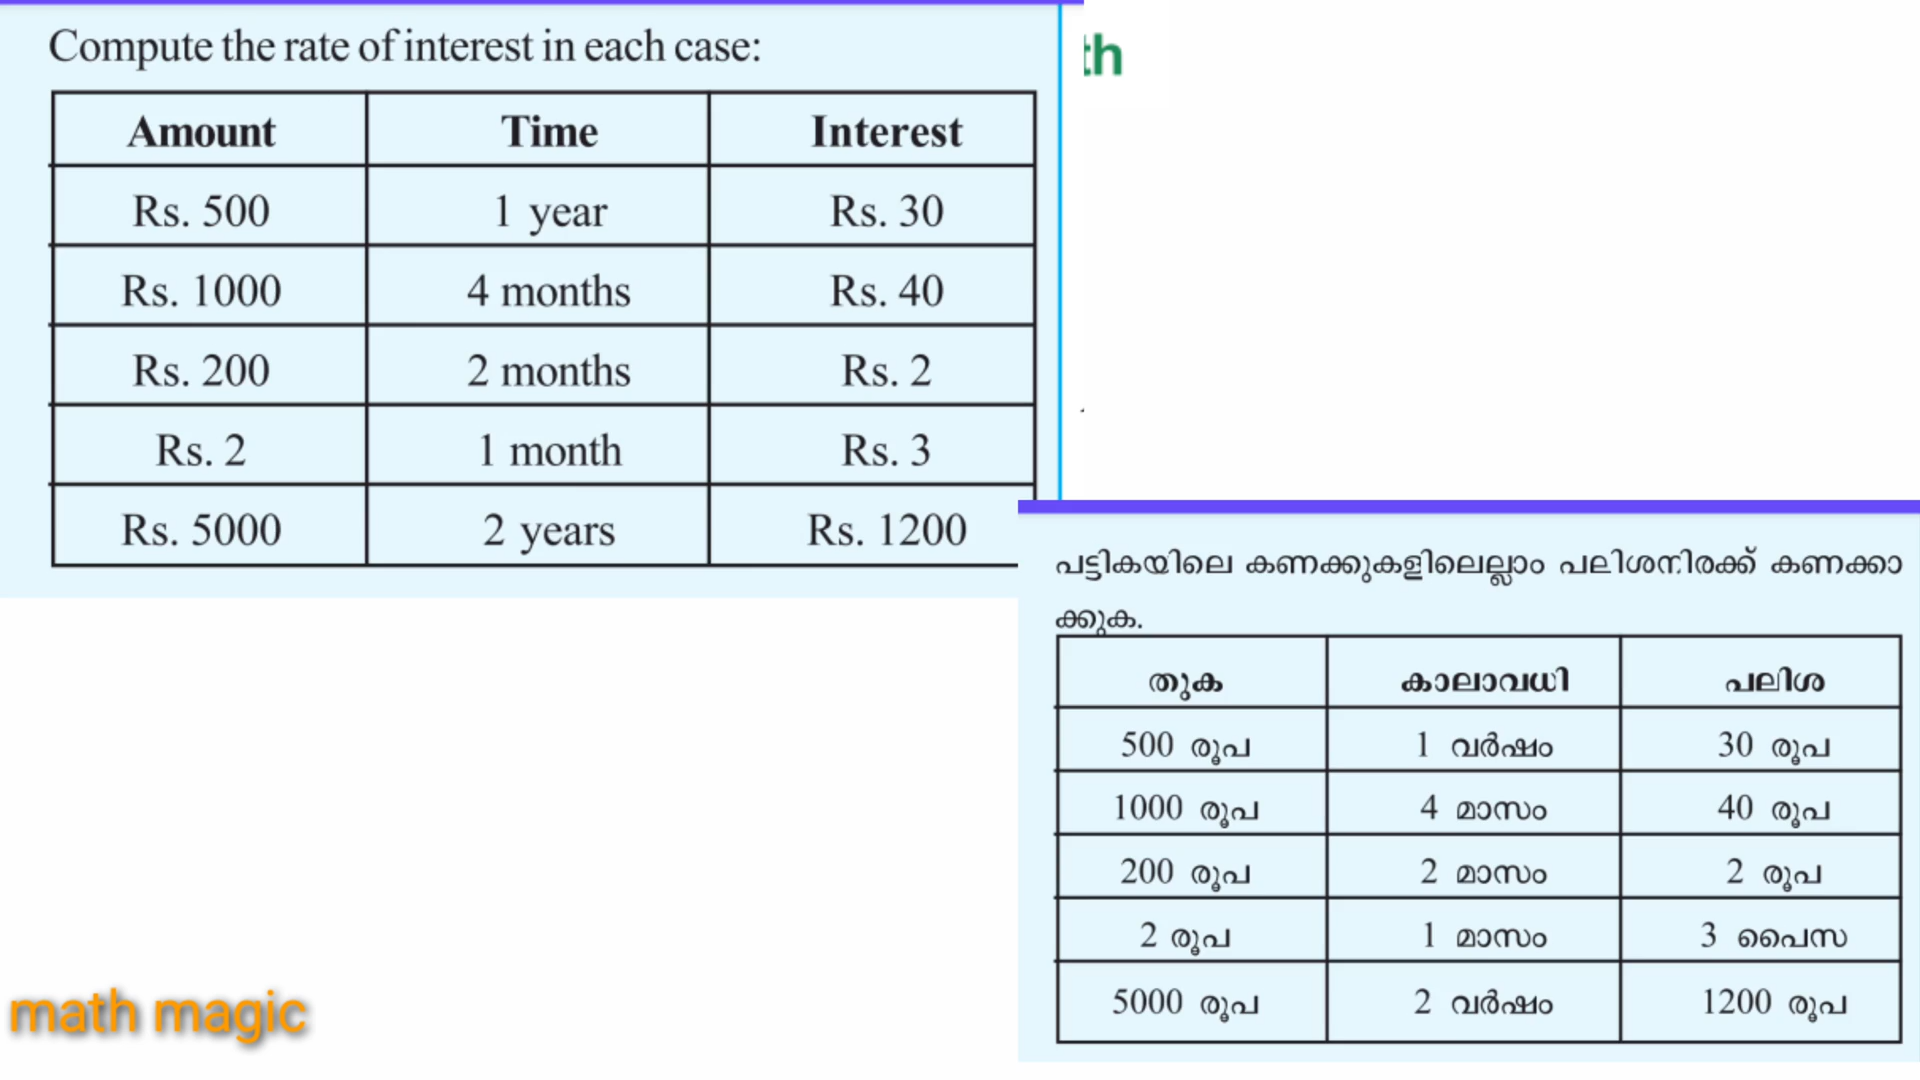 Compute the rate of interest in each case:
Amount Time Interest
Rs. 500 1 year Rs. 30
Rs. 1000 4 months Rs. 40
Rs. 200 2 months Rs. 2
Rs. 2 1 month Rs. 3
Rs. 5000 2 years Rs. 1200
th
പട്ടികയിലെ കണക്കുകളിലെല്ലാം പലിശനിരക്ക് കണക്കാ
ക്കുക.
തുക കാലാവധി പലിശ
500 രൂപ 1 വർഷം 30 രൂപ
1000 രൂപ 4 മാസം 40 രൂപ
200 രൂപ 2 മാസം 2 രൂപ
2 രൂപ 1 മാസം 3 പൈസ
5000 രൂപ 2 വർഷം 1200 രൂപ
math magic